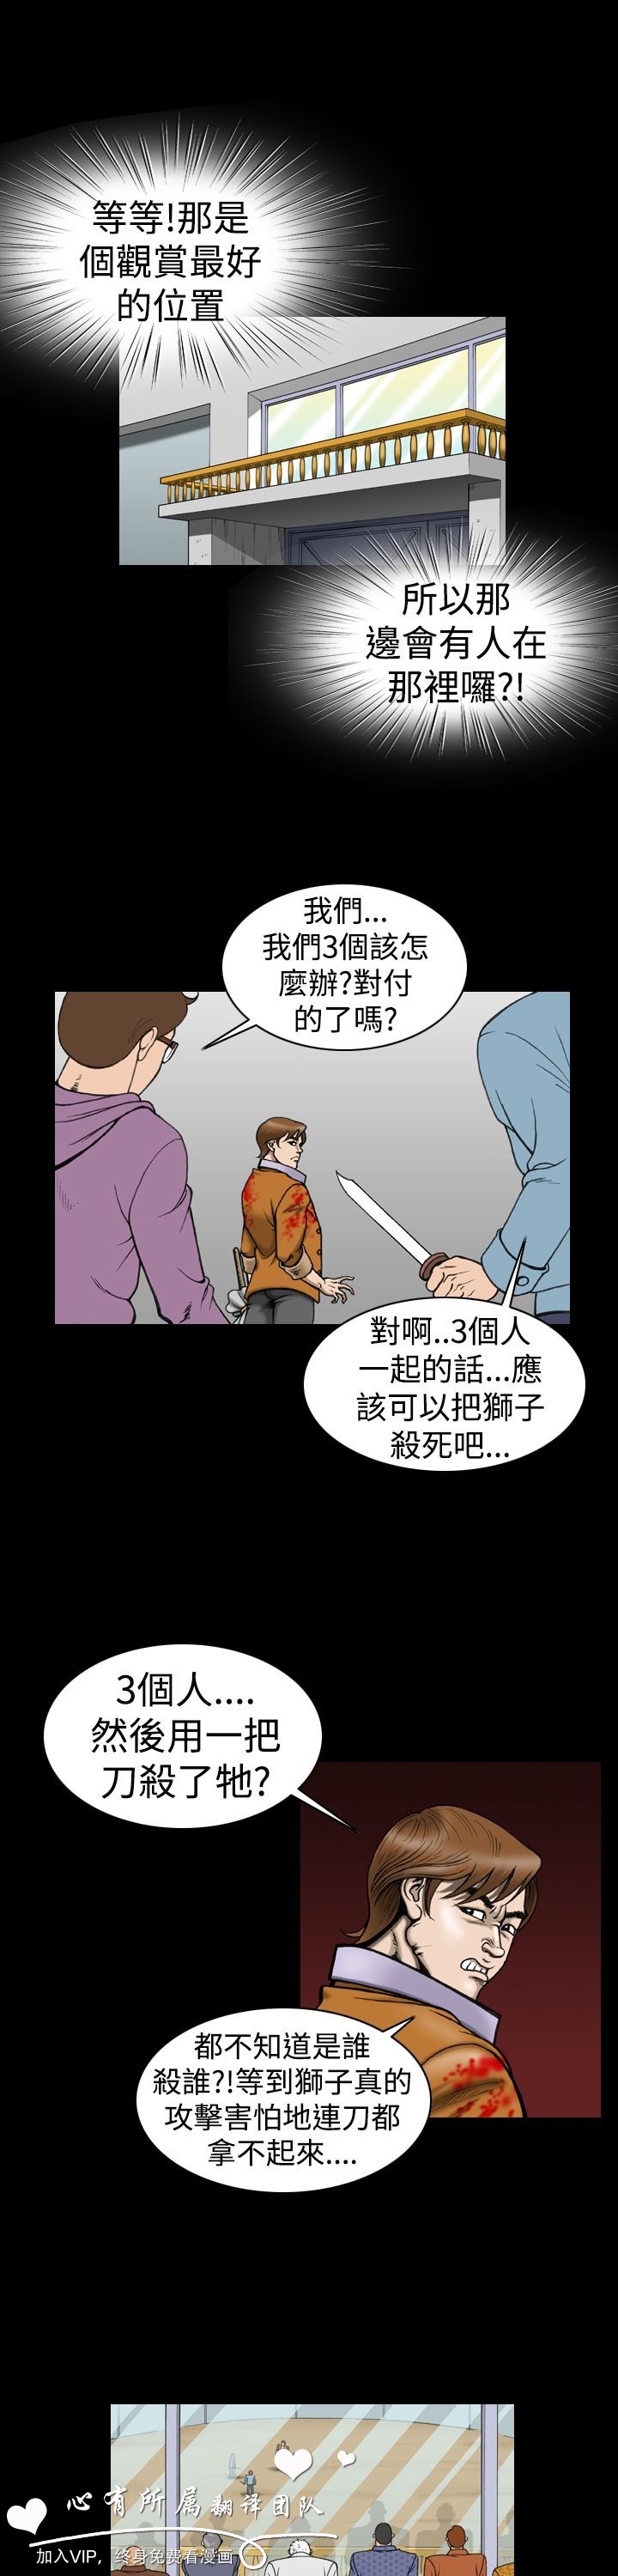 等等!那是
個觀賞最好
的位置
所以那
邊會有人在
那裡囉?!
我們...
我們3個該怎
麼辦?對付
的了嗎?
對啊..3個人
一起的話...應
該可以把獅子
殺死吧...
3個人....
然後用一把
刀殺了牠?
都不知道是誰
殺誰?!等到獅子真的
攻擊害怕地連刀都
拿不起來....
心有所属翻译团队
加入VIP，终身免费看漫画